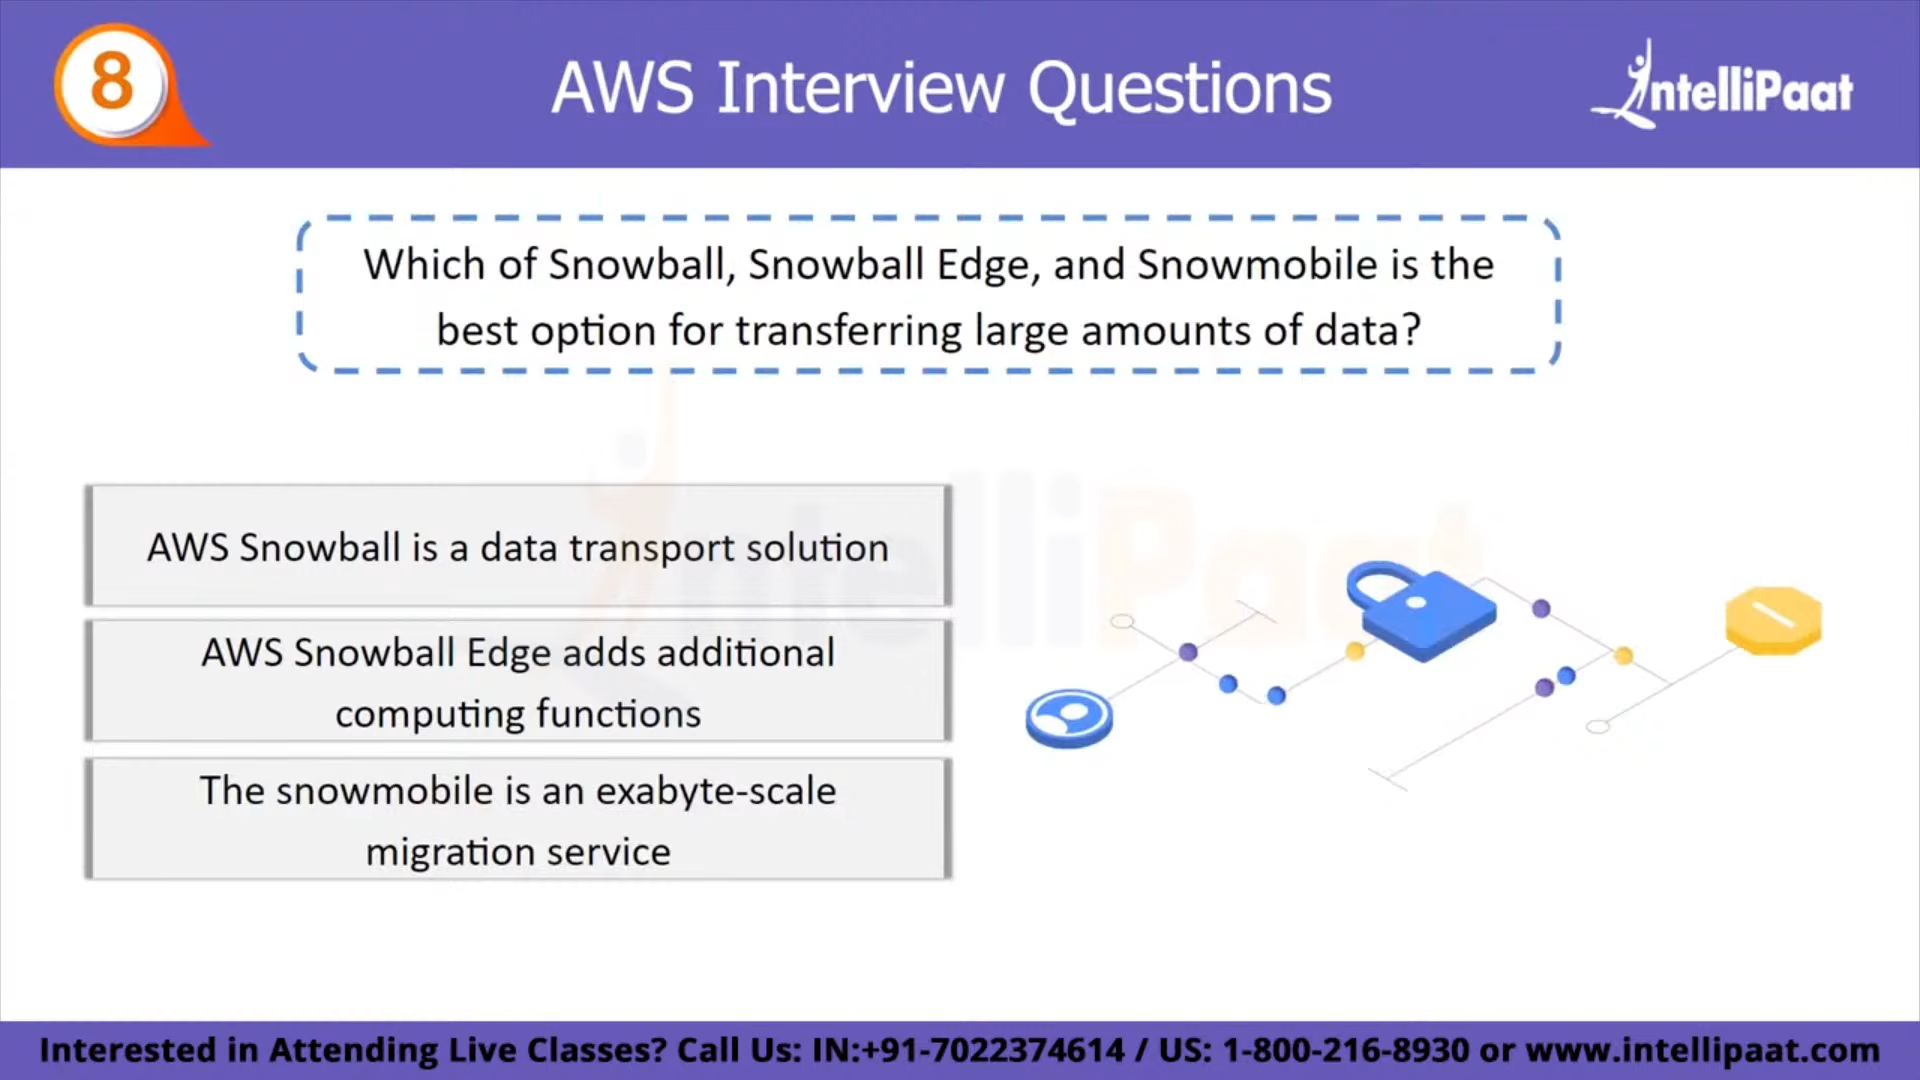 8
AWS Interview Questions
IntelliPaat
Which of Snowball, Snowball Edge, and Snowmobile is the
best option for transferring large amounts of data?
AWS Snowball is a data transport solution
AWS Snowball Edge adds additional
computing functions
The snowmobile is an exabyte-scale
migration service
IntelliPaat
Interested in Attending Live Classes? Call Us: IN:+91-7022374614 / US: 1-800-216-8930 or www.intellipaat.com